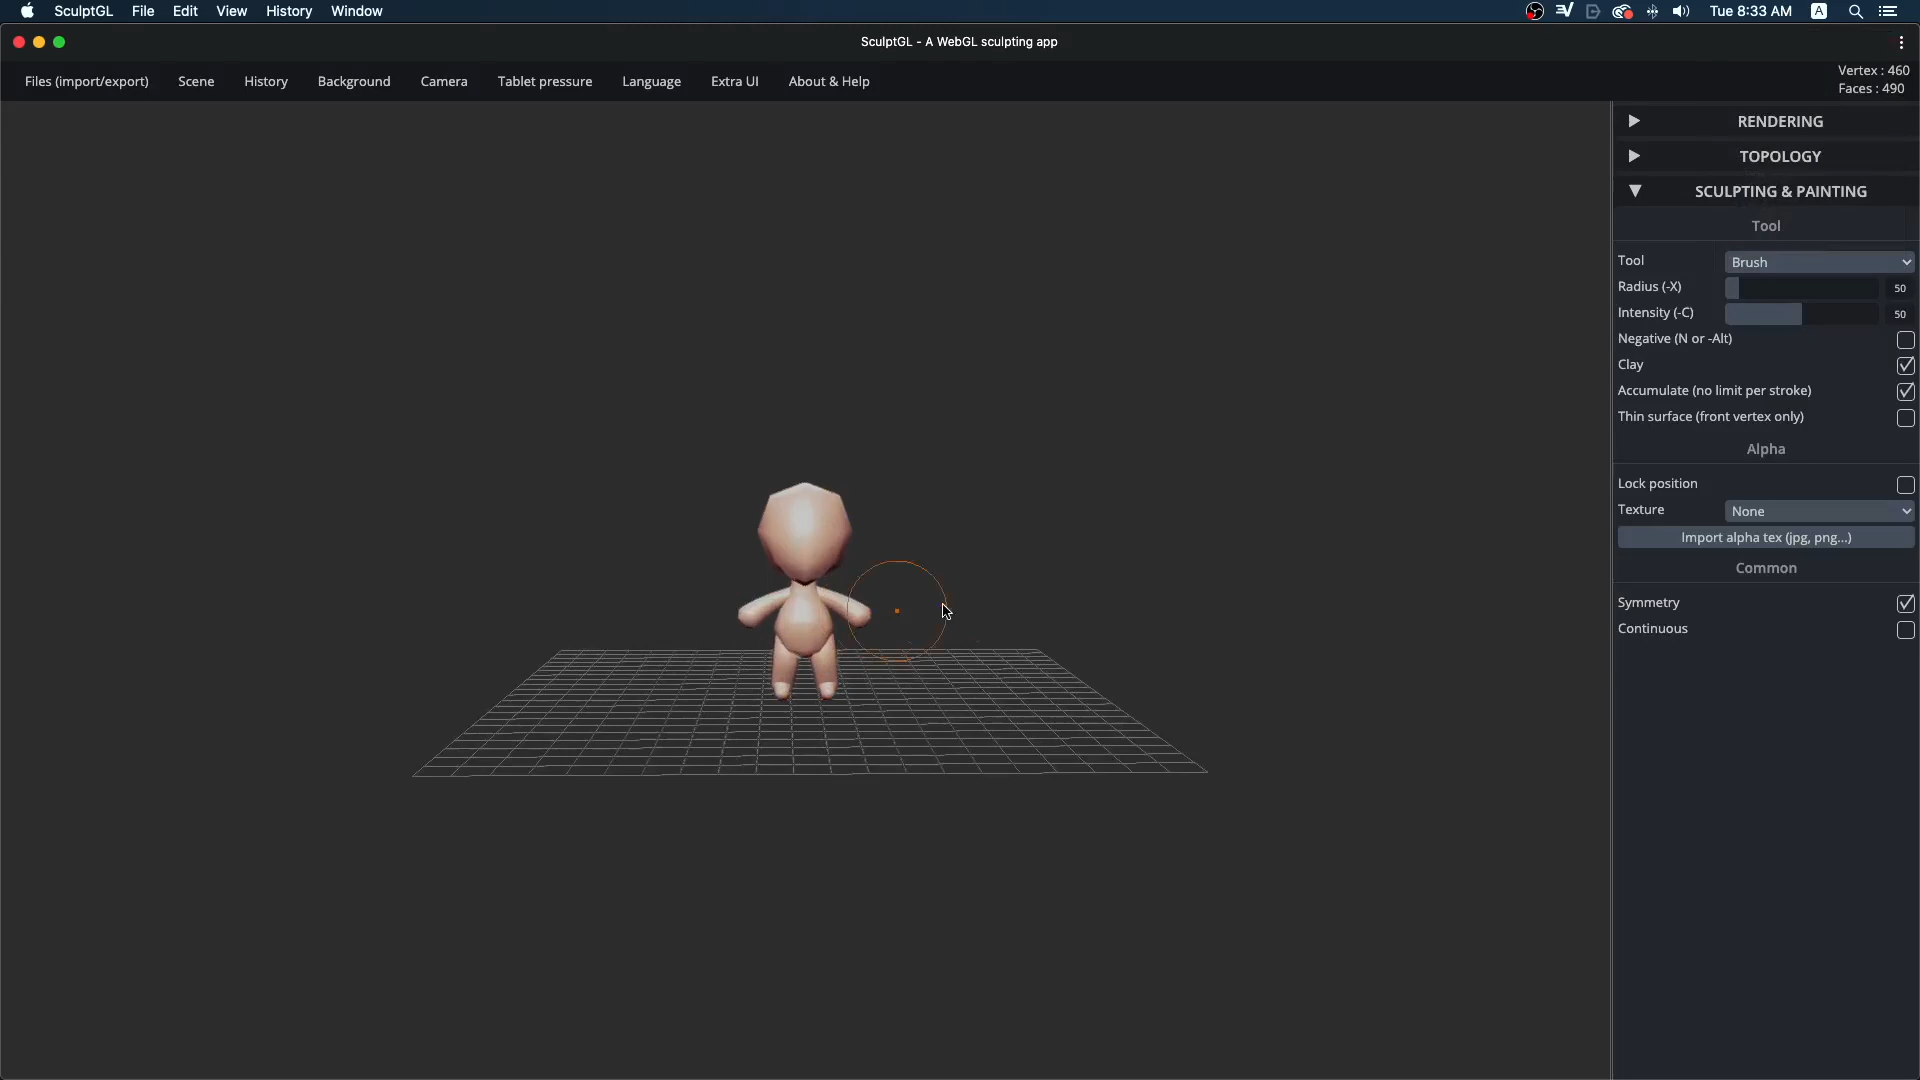 SculptGL File Edit View History Window Tue 8:33 AM A
SculptGL - A WebGL sculpting app
Files (import/export) Scene History Background Camera Tablet pressure Language Extra UI About & Help
Vertex : 460
Faces : 490
RENDERING
TOPOLOGY
SCULPTING & PAINTING
Tool
Tool Brush
Radius (-X) 50
Intensity (-C) 50
Negative (N or -Alt)
Clay
Accumulate (no limit per stroke)
Thin surface (front vertex only)
Alpha
Lock position
Texture None
Import alpha tex (jpg, png...)
Common
Symmetry
Continuous